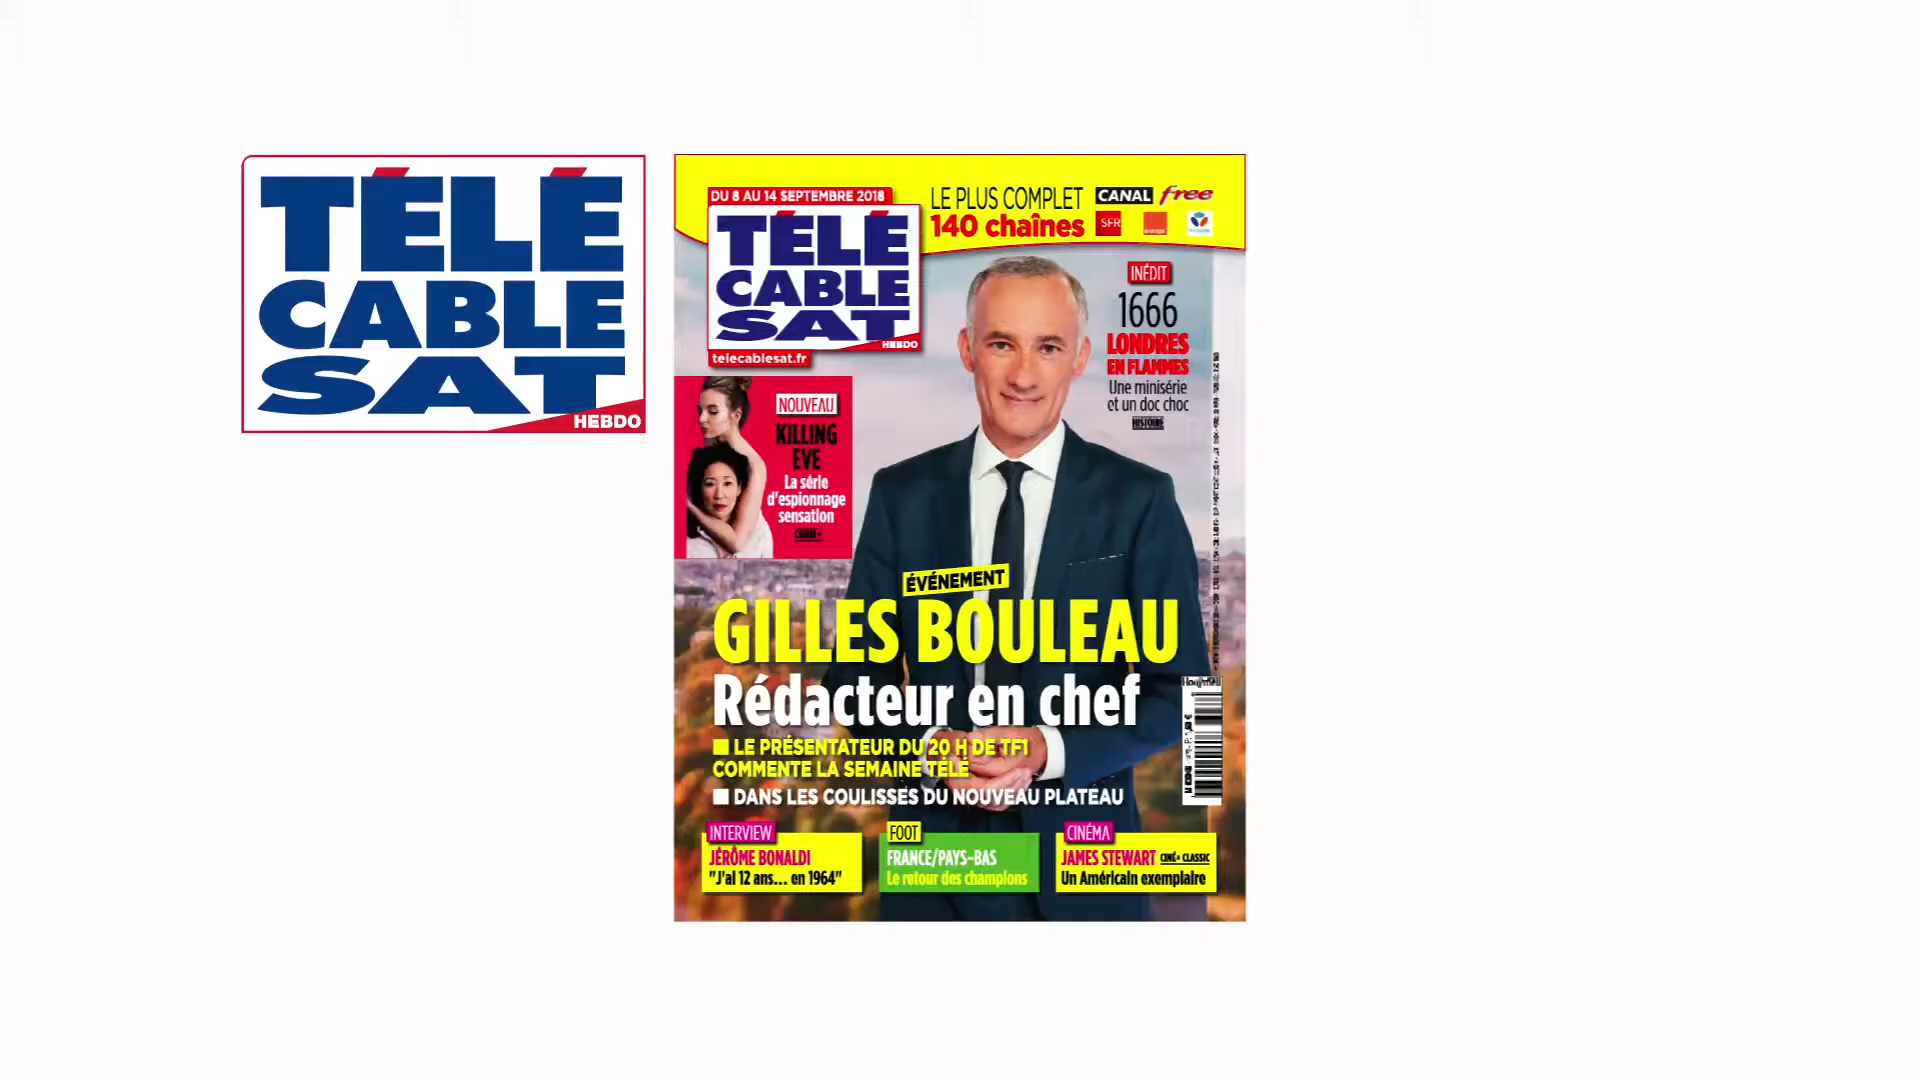 TÉLÉ
CABLE
SAT
HEBDO
DU 8 AU 14 SEPTEMBRE 2018
TÉLÉ
CABLE
SAT
HEBDO
telecablesat.fr
LE PLUS COMPLET
140 chaînes
CANAL free
SFR
INÉDIT
1666
LONDRES
EN FLAMMES
Une minisérie
et un doc choc
HISTOIRE
NOUVEAU
KILLING
EVE
La série
d'espionnage
sensation
CANAL+
ÉVÉNEMENT
GILLES BOULEAU
Rédacteur en chef
■ LE PRÉSENTATEUR DU 20 H DE TF1
COMMENTE LA SEMAINE TÉLÉ
■ DANS LES COULISSES DU NOUVEAU PLATEAU
INTERVIEW
JÉRÔME BONALDI
"J'ai 12 ans... en 1964"
FOOT
FRANCE/PAYS-BAS
Le retour des champions
CINÉMA
JAMES STEWART CINÉ+ CLASSIC
Un Américain exemplaire